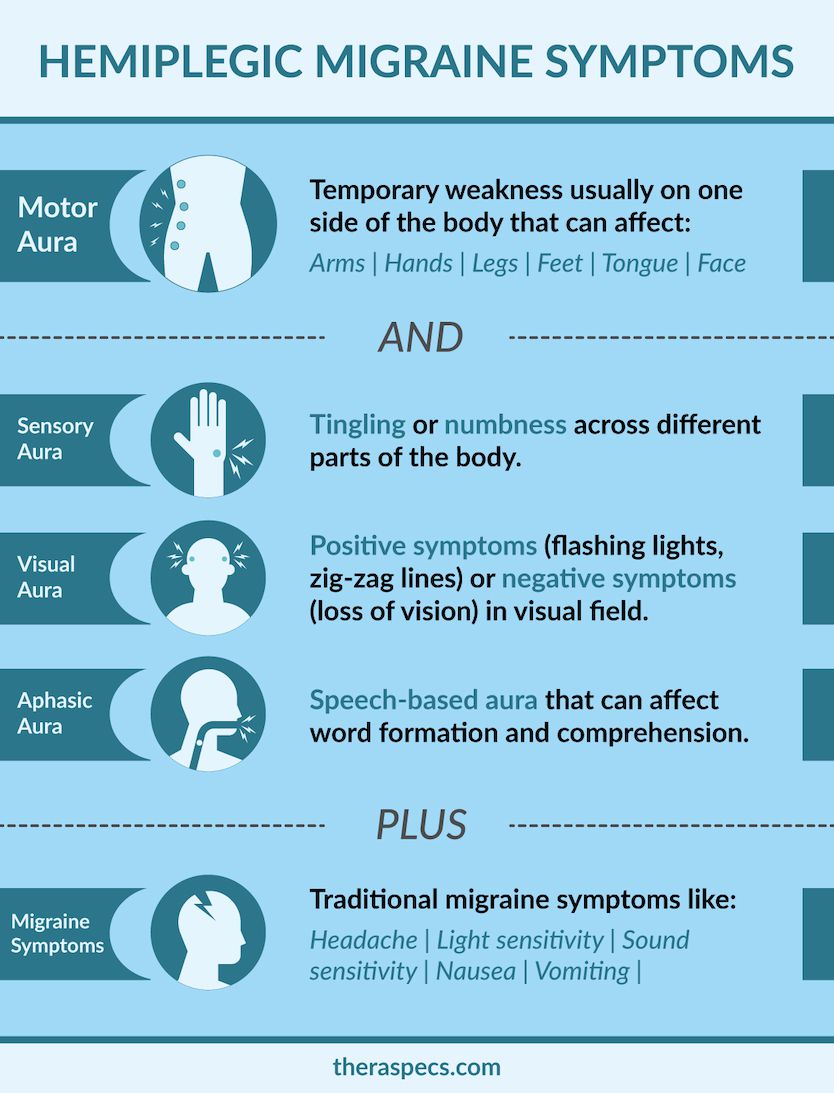 HEMIPLEGIC MIGRAINE SYMPTOMS
Motor
Aura
Temporary weakness usually on one
side of the body that can affect:
Arms | Hands | Legs | Feet | Tongue | Face
AND
Sensory
Aura
Tingling or numbness across different
parts of the body.
Visual
Aura
Positive symptoms (flashing lights,
zig-zag lines) or negative symptoms
(loss of vision) in visual field.
Aphasic
Aura
Speech-based aura that can affect
word formation and comprehension.
PLUS
Migraine
Symptoms
Traditional migraine symptoms like:
Headache | Light sensitivity | Sound
sensitivity | Nausea | Vomiting |
theraspecs.com